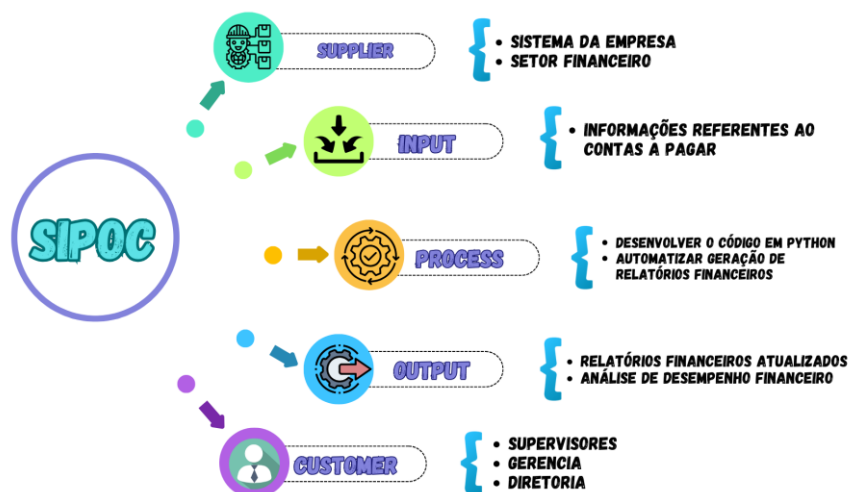 SUPPLIER
• SISTEMA DA EMPRESA
• SETOR FINANCEIRO
INPUT
• INFORMAÇÕES REFERENTES AO
CONTAS A PAGAR
SIPOC
PROCESS
• DESENVOLVER O CÓDIGO EM PYTHON
• AUTOMATIZAR GERAÇÃO DE
RELATÓRIOS FINANCEIROS
OUTPUT
• RELATÓRIOS FINANCEIROS ATUALIZADOS
• ANÁLISE DE DESEMPENHO FINANCEIRO
CUSTOMER
• SUPERVISORES
• GERENCIA
• DIRETORIA